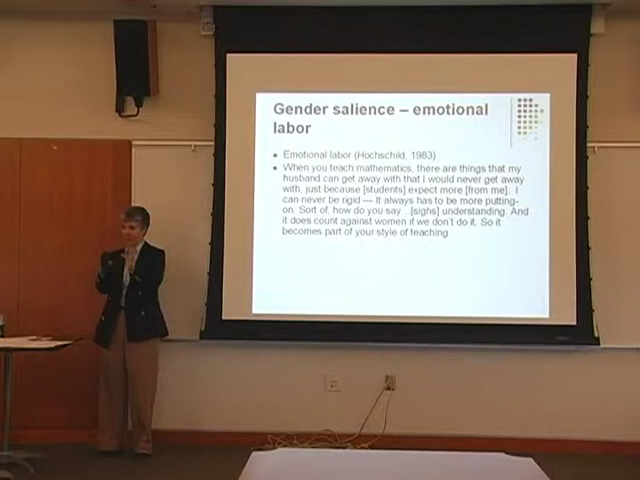 Gender salience – emotional
labor
Emotional labor (Hochschild, 1983)
When you teach mathematics, there are things that my
husband can get away with that I would never get away
with, just because [students] expect more [from me]. I
can never be rigid — It always has to be more putting-
on. Sort of, how do you say... [sighs] understanding. And
it does count against women if we don't do it. So it
becomes part of your style of teaching